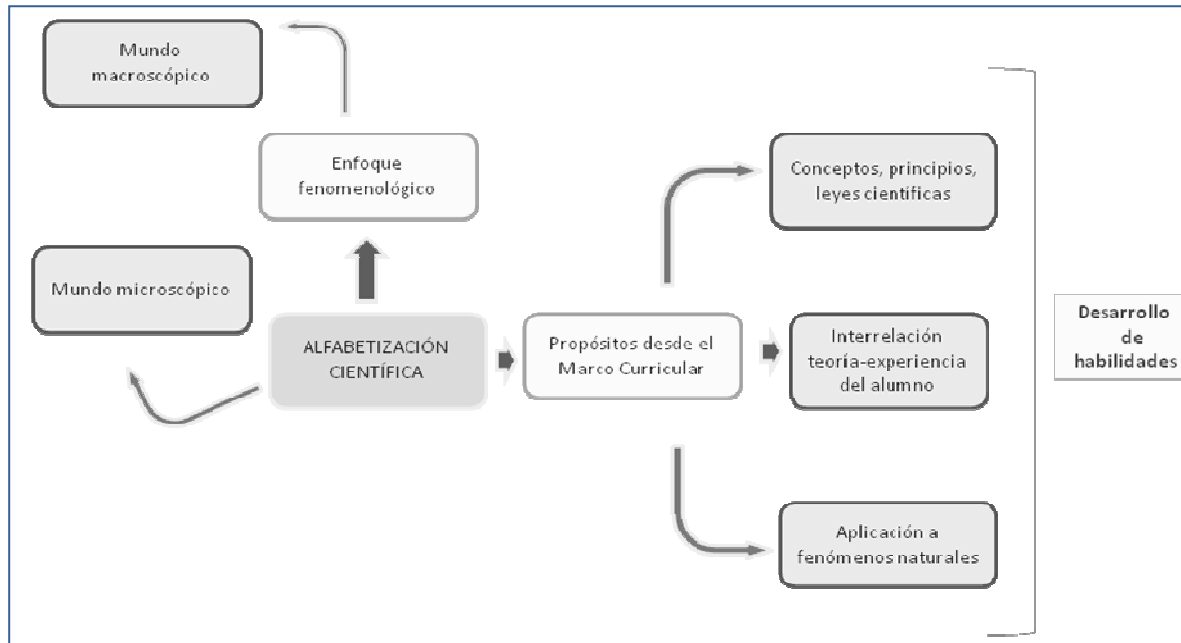 Mundo
macroscópico
Enfoque
fenomenológico
Mundo microscópico
ALFABETIZACIÓN
CIENTÍFICA
Propósitos desde el
Marco Curricular
Conceptos, principios,
leyes científicas
Interrelación
teoría-experiencia
del alumno
Aplicación a
fenómenos naturales
Desarrollo
de
habilidades